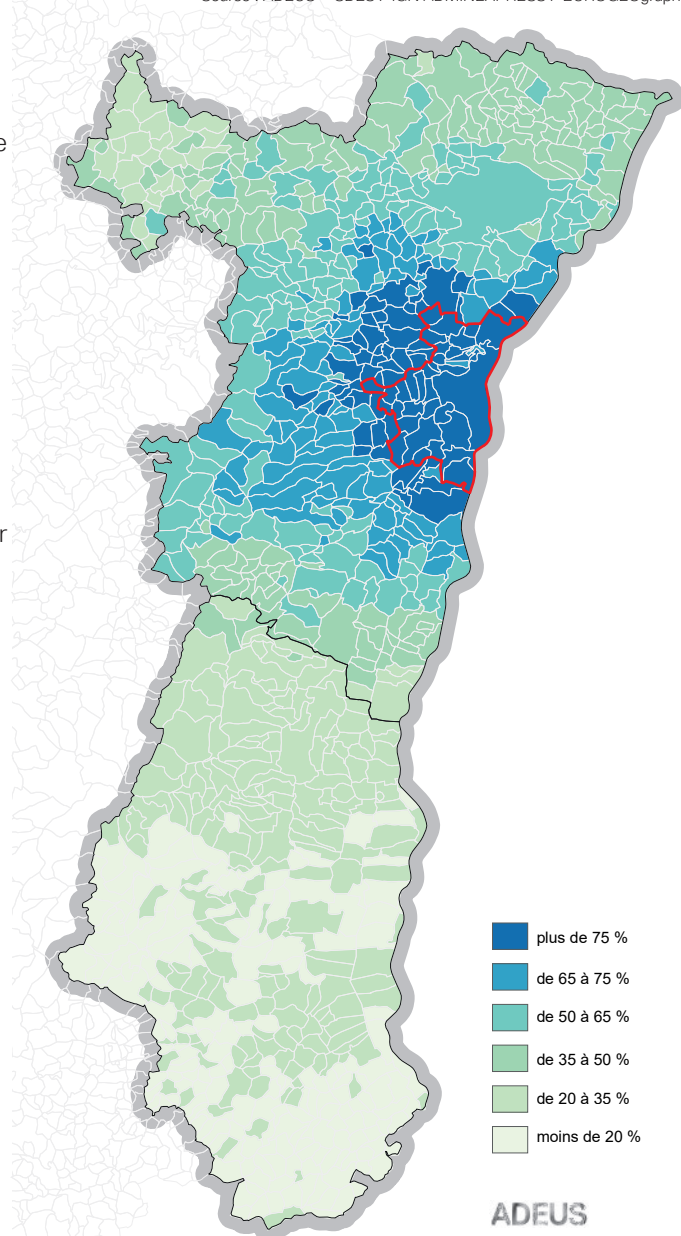 e
r
plus de 75 %
de 65 à 75 %
de 50 à 65 %
de 35 à 50 %
de 20 à 35 %
moins de 20 %
ADEUS